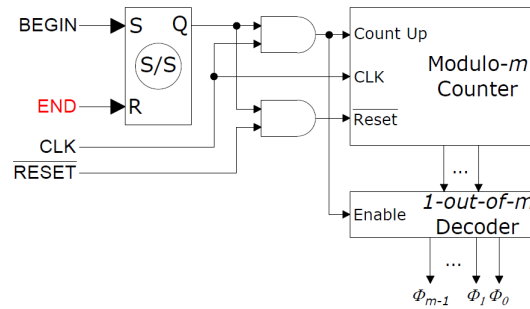 BEGIN
S Q
S/S
END
R
CLK
RESET
Count Up
CLK
Reset
Modulo-m
Counter
...
Enable
1-out-of-m
Decoder
...
Φm-1 Φ1 Φ0